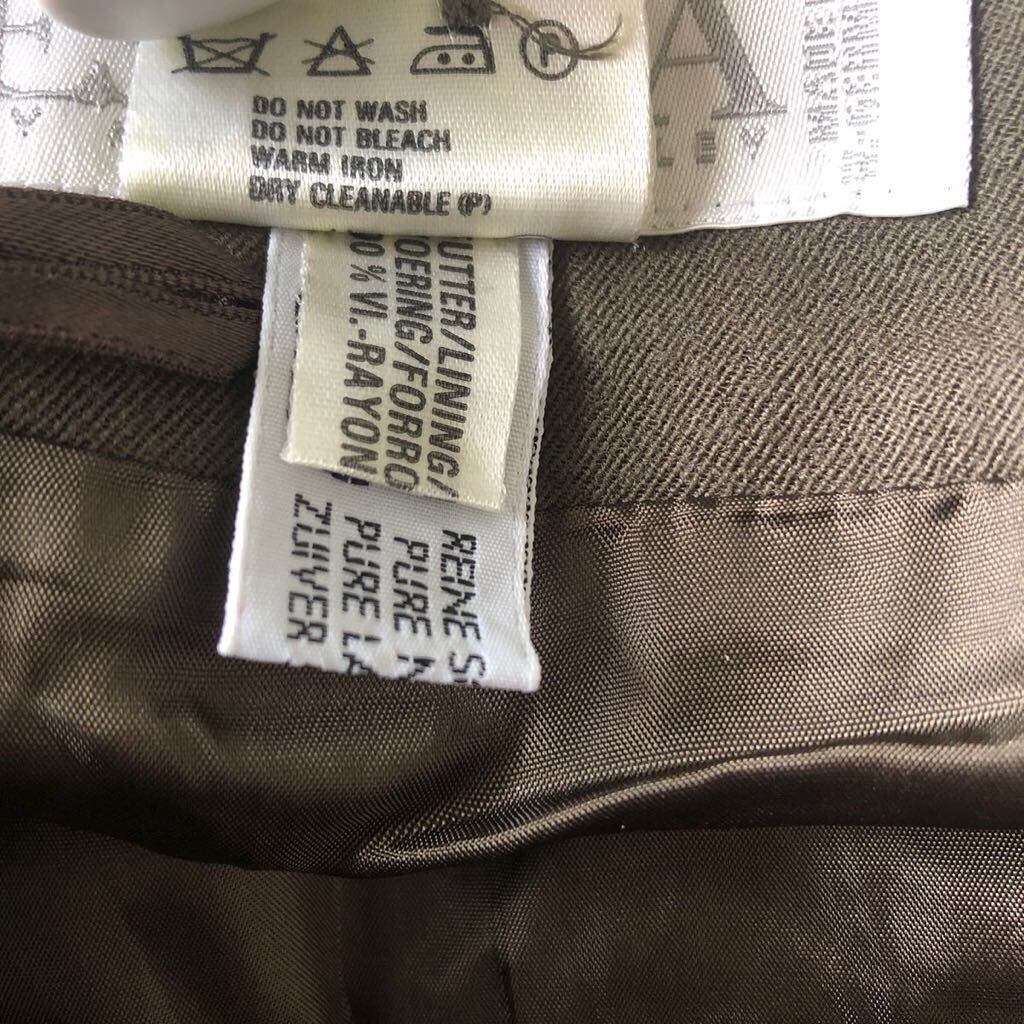 P
DO NOT WASH
DO NOT BLEACH
WARM IRON
DRY CLEANABLE (P)
A
UTTER/LINING/
OERING/FORRO
00 % VI.-RAYON
REINE
PURE
PURE LA
ZUIVER